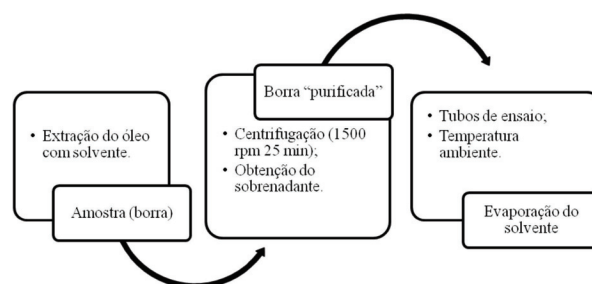 • Extração do óleo
com solvente.
Amostra (borra)
Borra “purificada”
• Centrifugação (1500
rpm 25 min);
• Obtenção do
sobrenadante.
• Tubos de ensaio;
• Temperatura
ambiente.
Evaporação do
solvente